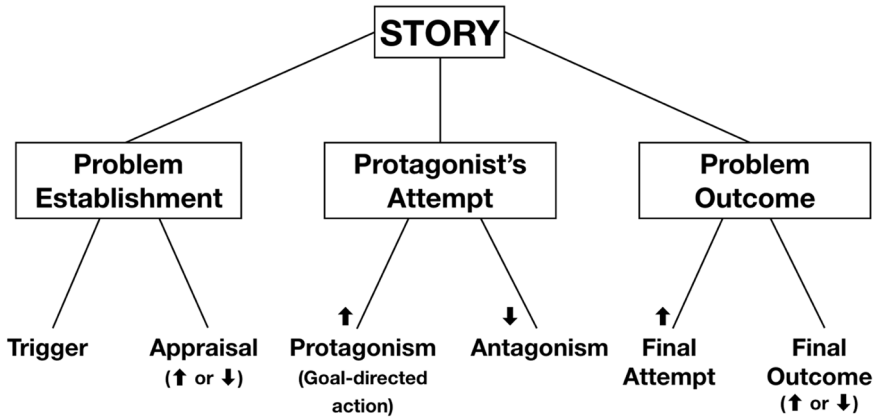 STORY
Problem
Establishment
Protagonist's
Attempt
Problem
Outcome
Trigger
Appraisal
(⬆ or ⬇)
⬆
Protagonism
(Goal-directed
action)
⬇
Antagonism
⬆
Final
Attempt
Final
Outcome
(⬆ or ⬇)